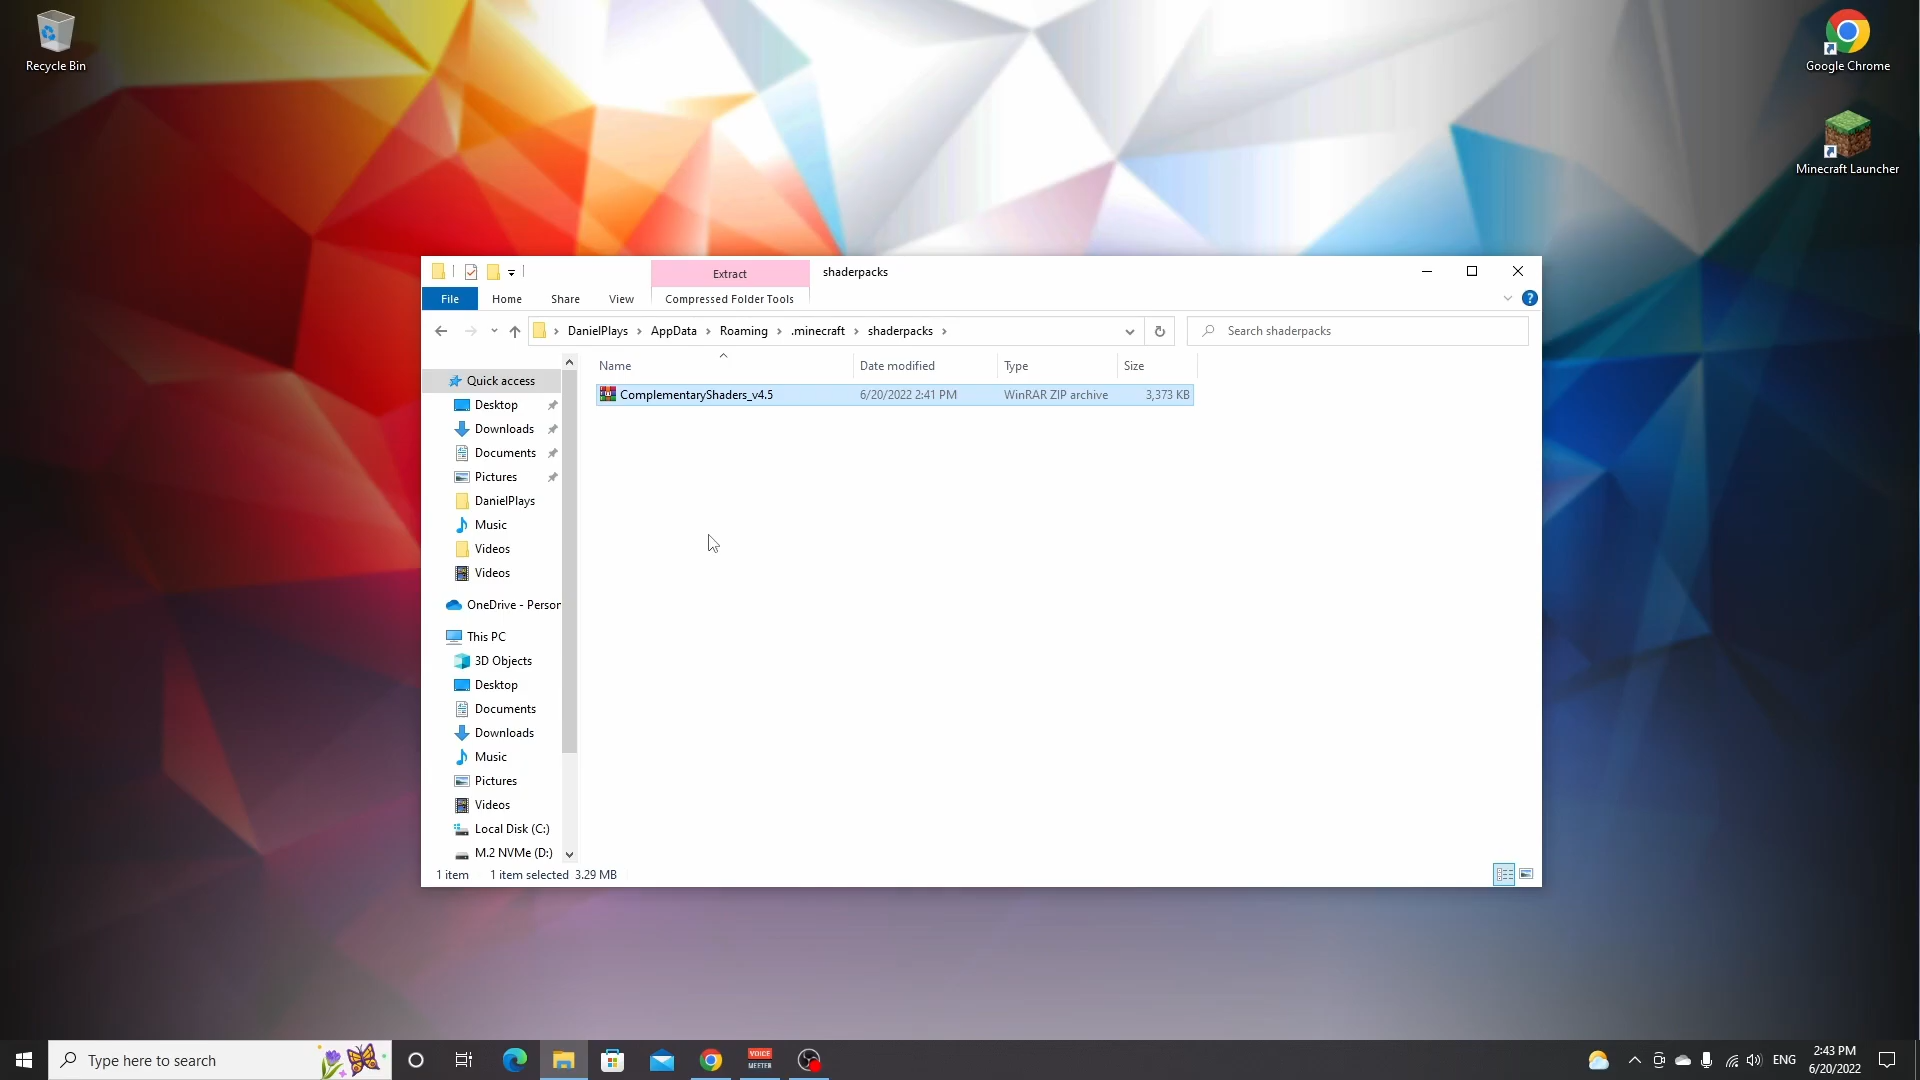 Recycle Bin
Google Chrome
Minecraft Launcher
Extract
shaderpacks
File
Home
Share
View
Compressed Folder Tools
DanielPlays
AppData
Roaming
.minecraft
shaderpacks
Search shaderpacks
Name
Date modified
Type
Size
ComplementaryShaders_v4.5
6/20/2022 2:41 PM
WinRAR ZIP archive
3,373 KB
Quick access
Desktop
Downloads
Documents
Pictures
DanielPlays
Music
Videos
Videos
OneDrive - Person
This PC
3D Objects
Desktop
Documents
Downloads
Music
Pictures
Videos
Local Disk (C:)
M.2 NVMe (D:)
1 item
1 item selected 3.29 MB
Type here to search
VOICE
MEETER
ENG
2:43 PM
6/20/2022